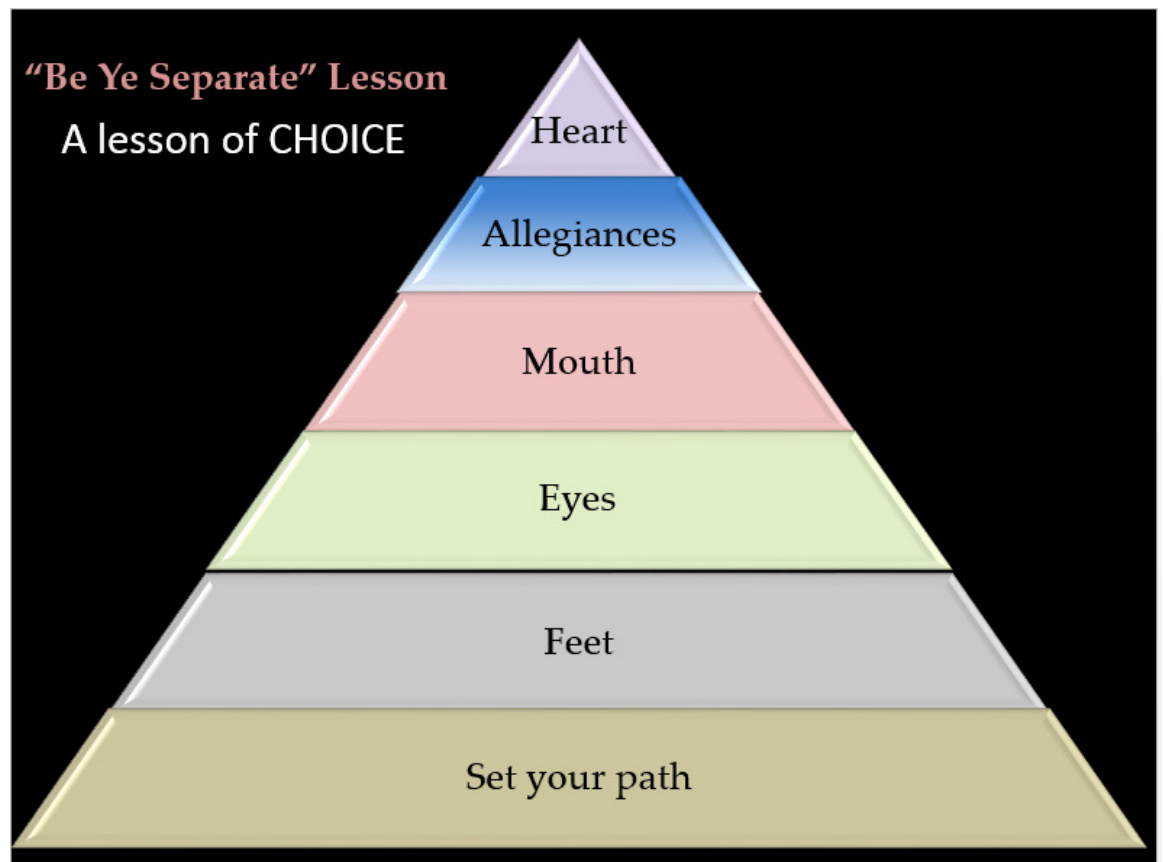 “Be Ye Separate” Lesson
A lesson of CHOICE
Heart
Allegiances
Mouth
Eyes
Feet
Set your path